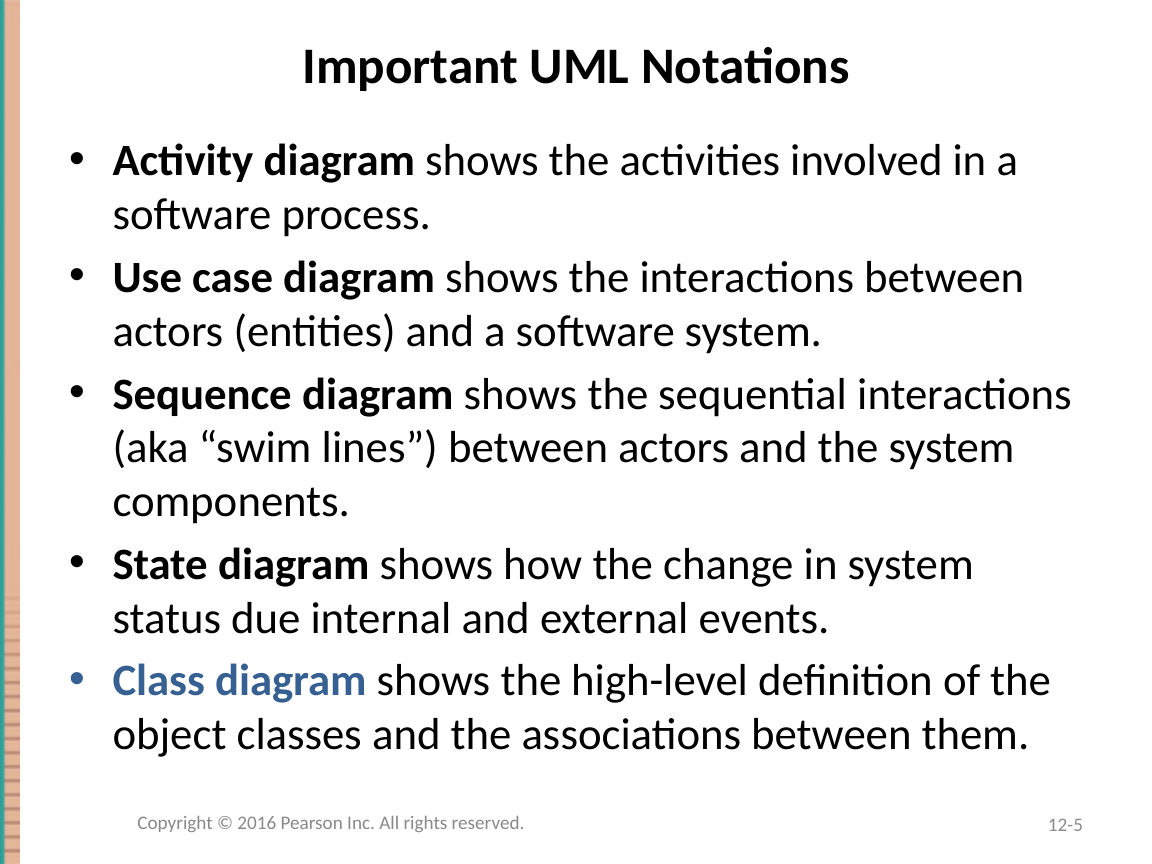 Important UML Notations
• Activity diagram shows the activities involved in a
software process.
• Use case diagram shows the interactions between
actors (entities) and a software system.
• Sequence diagram shows the sequential interactions
(aka “swim lines”) between actors and the system
components.
• State diagram shows how the change in system
status due internal and external events.
• Class diagram shows the high-level definition of the
object classes and the associations between them.
Copyright © 2016 Pearson Inc. All rights reserved.
12-5